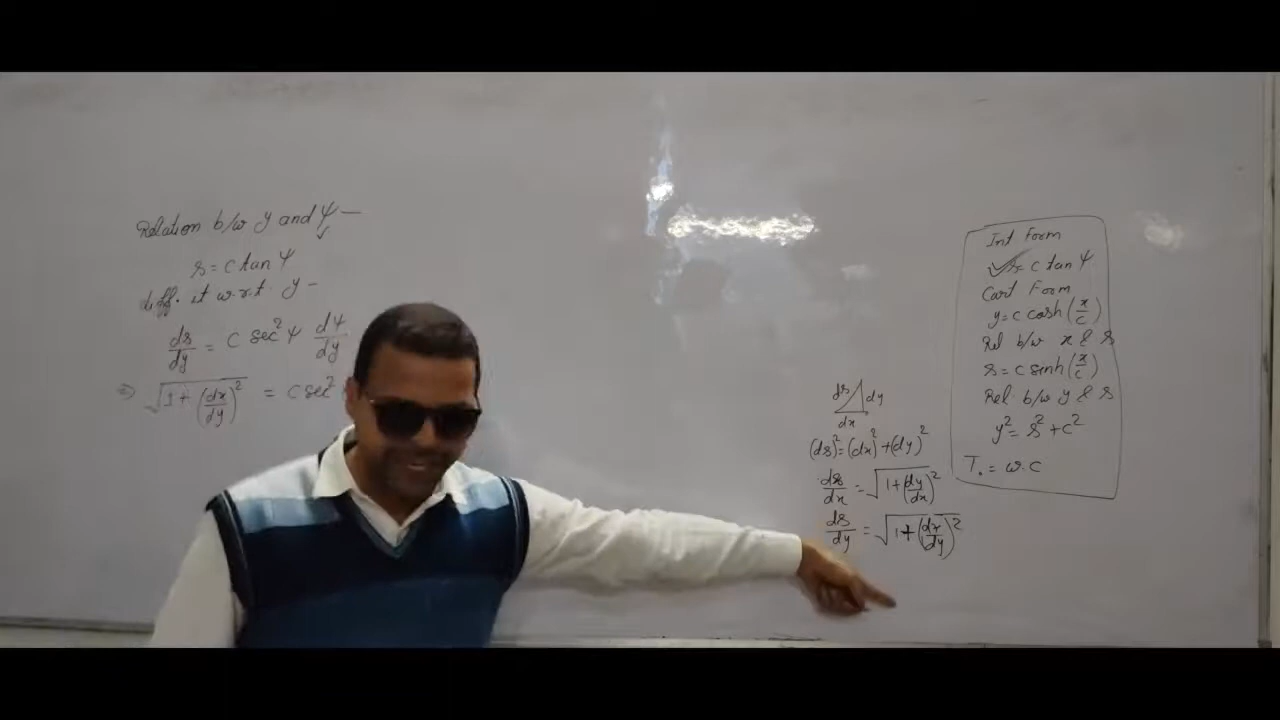 Relation b/w y and ψ —
s = c tan ψ
diff. it w.r.t. y –
ds/dy = c sec² ψ dψ/dy
⇒ √(1 + (dx/dy)²) = c sec²
ds dy
dx
(ds)² = (dx)² + (dy)²
ds/dx = √(1 + (dy/dx)²)
ds/dy = √(1 + (dx/dy)²)
Int Form
✓ s = c tan ψ
Cart Form
y = c cosh (x/c)
Rel b/w x & s
s = c sinh (x/c)
Rel. b/w y & s
y² = s² + c²
T₀ = w.c